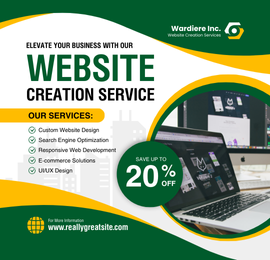 Wardiere Inc.
Website Creation Services
ELEVATE YOUR BUSINESS WITH OUR
WEBSITE
CREATION SERVICE
OUR SERVICES:
Custom Website Design
Search Engine Optimization
Responsive Web Development
E-commerce Solutions
UI/UX Design
SAVE UP TO
20%
OFF
For More Information
www.reallygreatsite.com